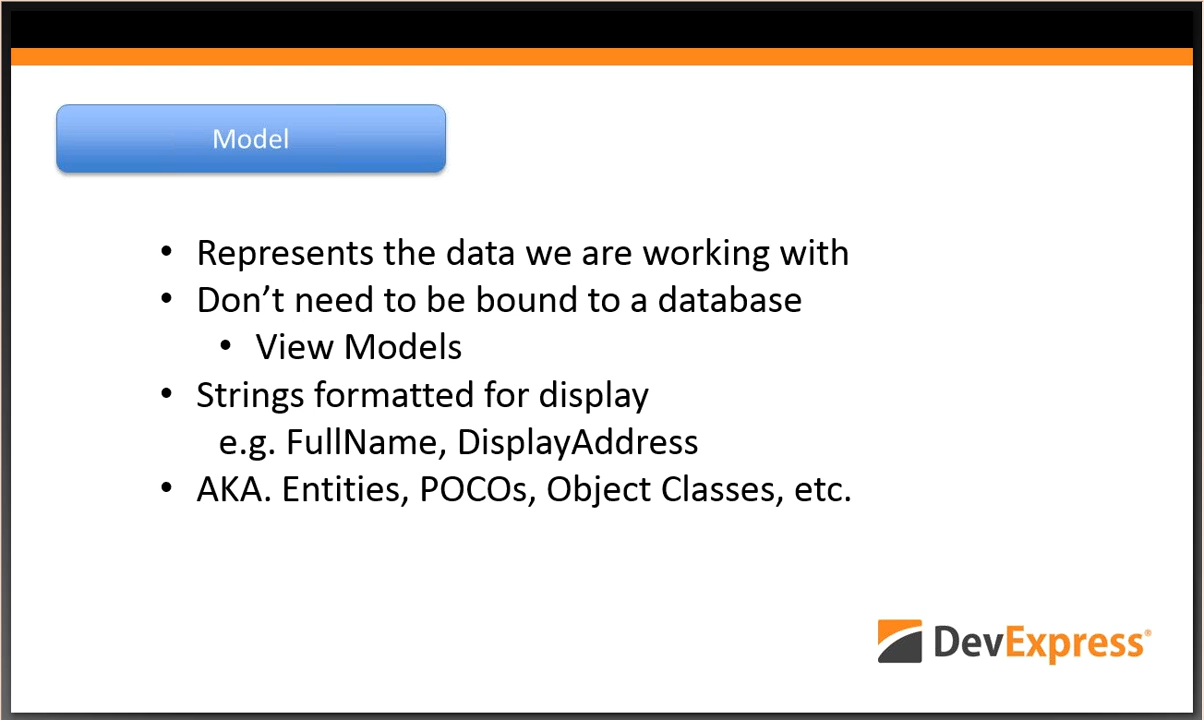 Model
• Represents the data we are working with
• Don’t need to be bound to a database
• View Models
• Strings formatted for display
e.g. FullName, DisplayAddress
• AKA. Entities, POCOs, Object Classes, etc.
DevExpress®